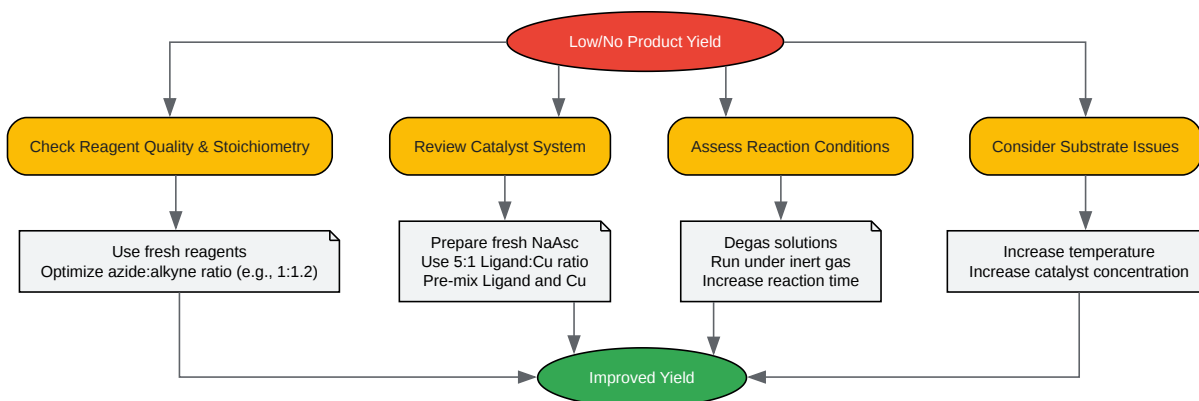 Low/No Product Yield
Check Reagent Quality & Stoichiometry
Review Catalyst System
Assess Reaction Conditions
Consider Substrate Issues
Use fresh reagents
Optimize azide:alkyne ratio (e.g., 1:1.2)
Prepare fresh NaAsc
Use 5:1 Ligand:Cu ratio
Pre-mix Ligand and Cu
Degas solutions
Run under inert gas
Increase reaction time
Increase temperature
Increase catalyst concentration
Improved Yield